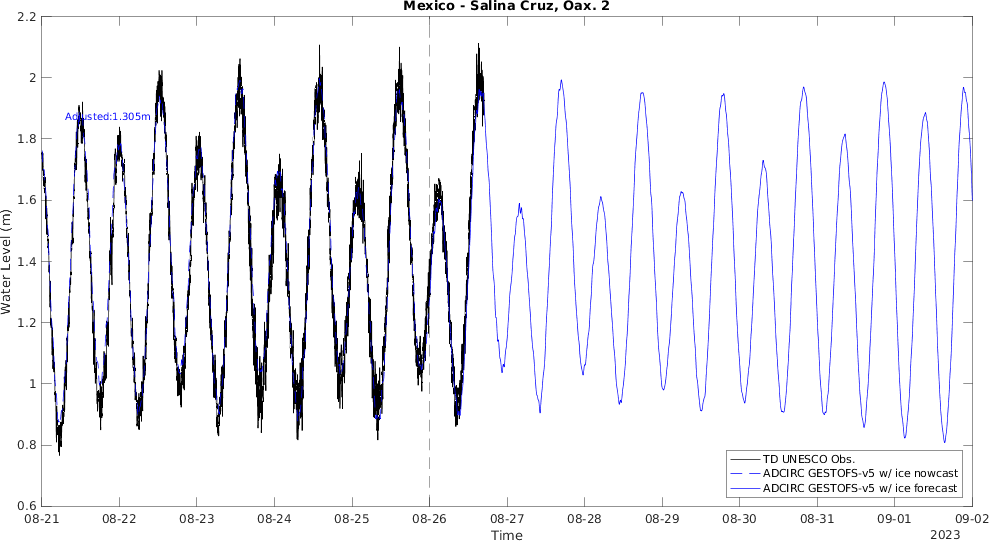 Mexico - Salina Cruz, Oax. 2
2.2
2
1.8
1.6
1.4
1.2
1
0.8
0.6
Water Level (m)
Adjusted:1.305m
TD UNESCO Obs.
ADCIRC GESTOFS-v5 w/ ice nowcast
ADCIRC GESTOFS-v5 w/ ice forecast
08-21 08-22 08-23 08-24 08-25 08-26 08-27 08-28 08-29 08-30 08-31 09-01 09-02
Time
2023